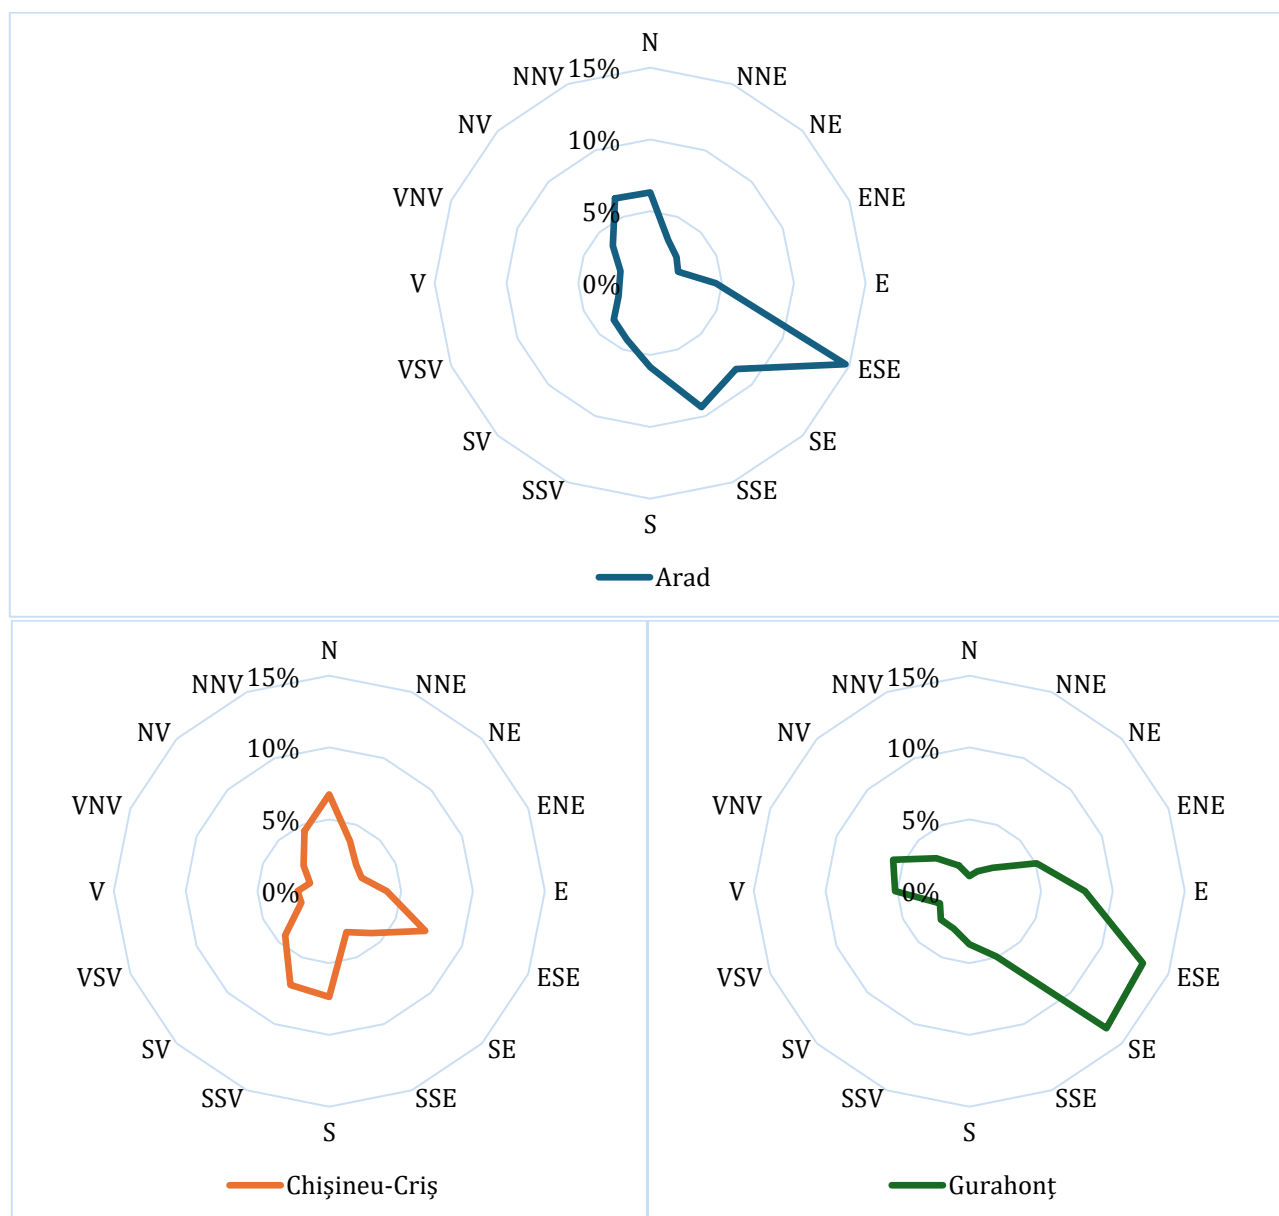 N
15%
NNV
NNE
NV
NE
10%
VNV
ENE
5%
V
0%
E
VSV
ESE
SV
SE
SSV
SSE
S
Arad
N
15%
NNV
NNE
NV
NE
10%
VNV
ENE
5%
V
0%
E
VSV
ESE
SV
SE
SSV
SSE
S
Chișineu-Criș
N
15%
NNV
NNE
NV
NE
10%
VNV
ENE
5%
V
0%
E
VSV
ESE
SV
SE
SSV
SSE
S
Gurahonț